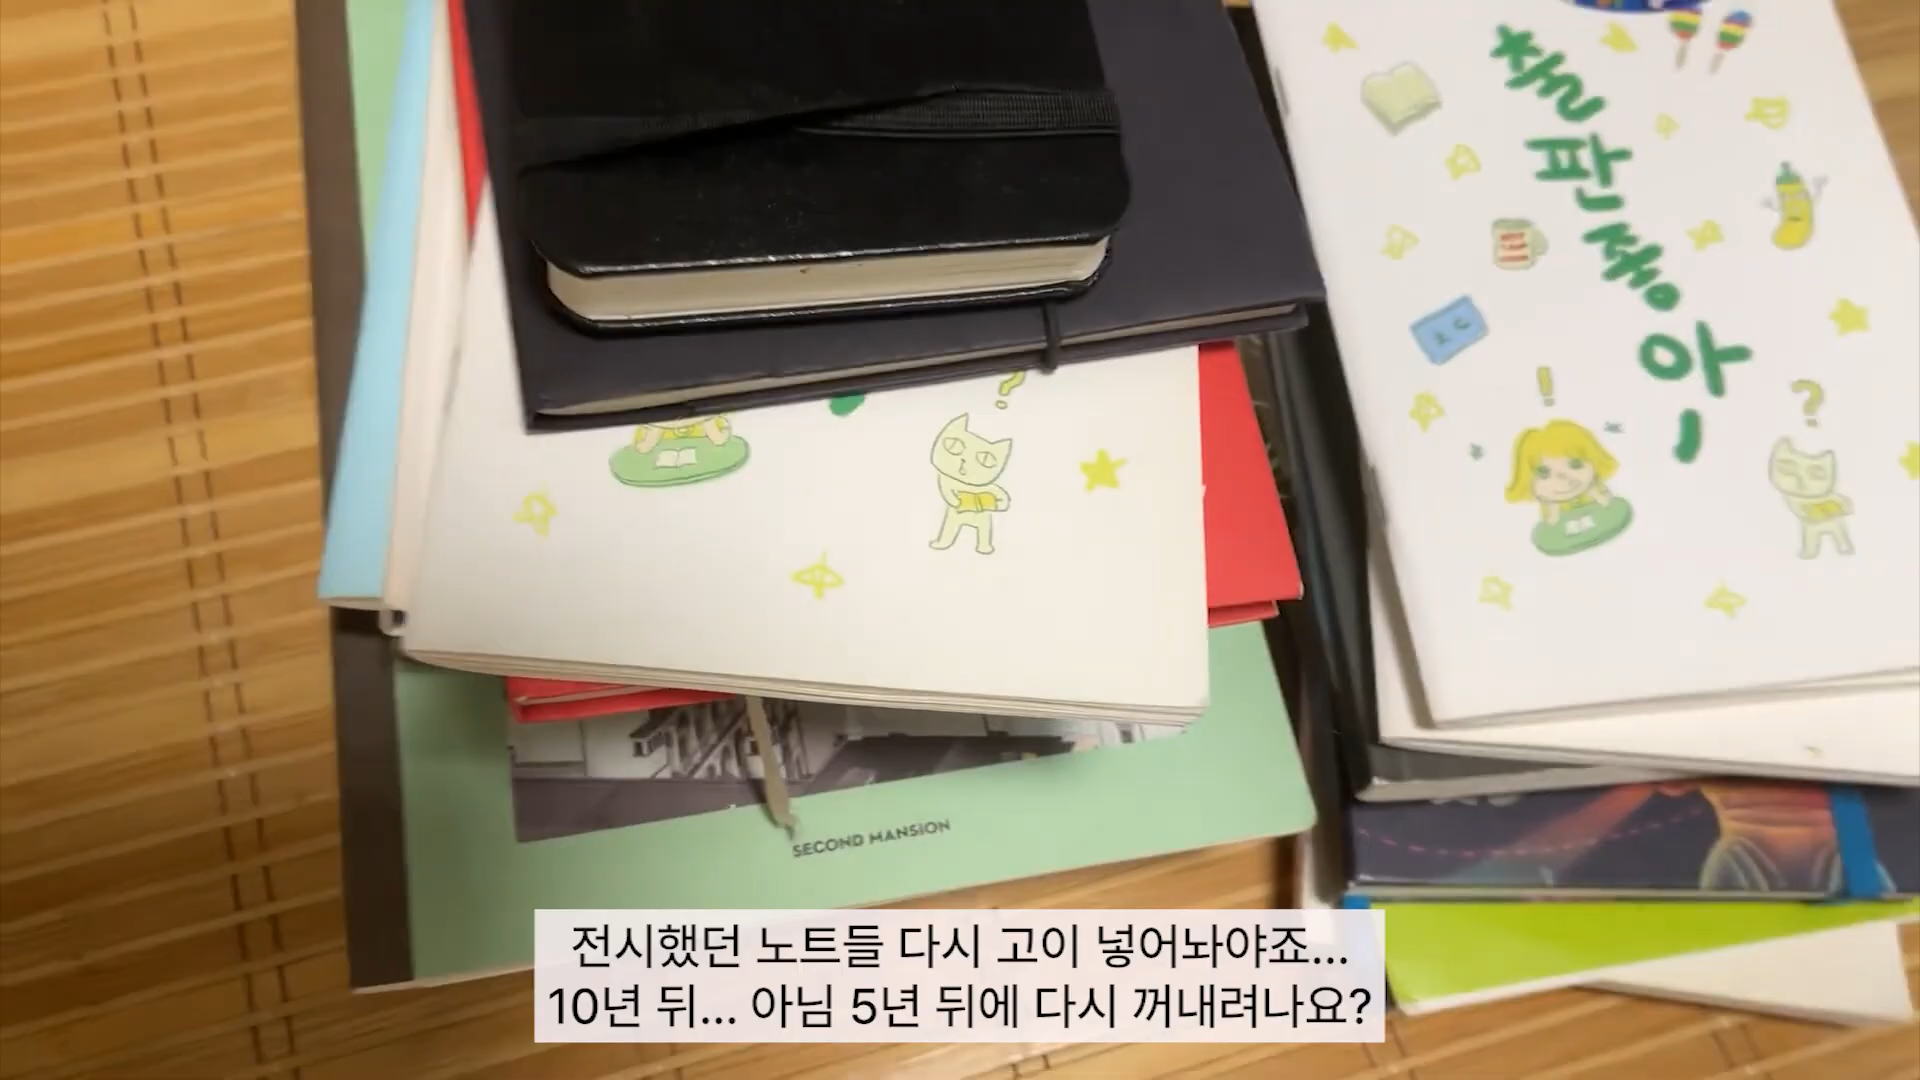 출판좋아
!
?
?
SECOND MANSION
전시했던 노트들 다시 고이 넣어놔야죠...
10년 뒤... 아님 5년 뒤에 다시 꺼내려나요?